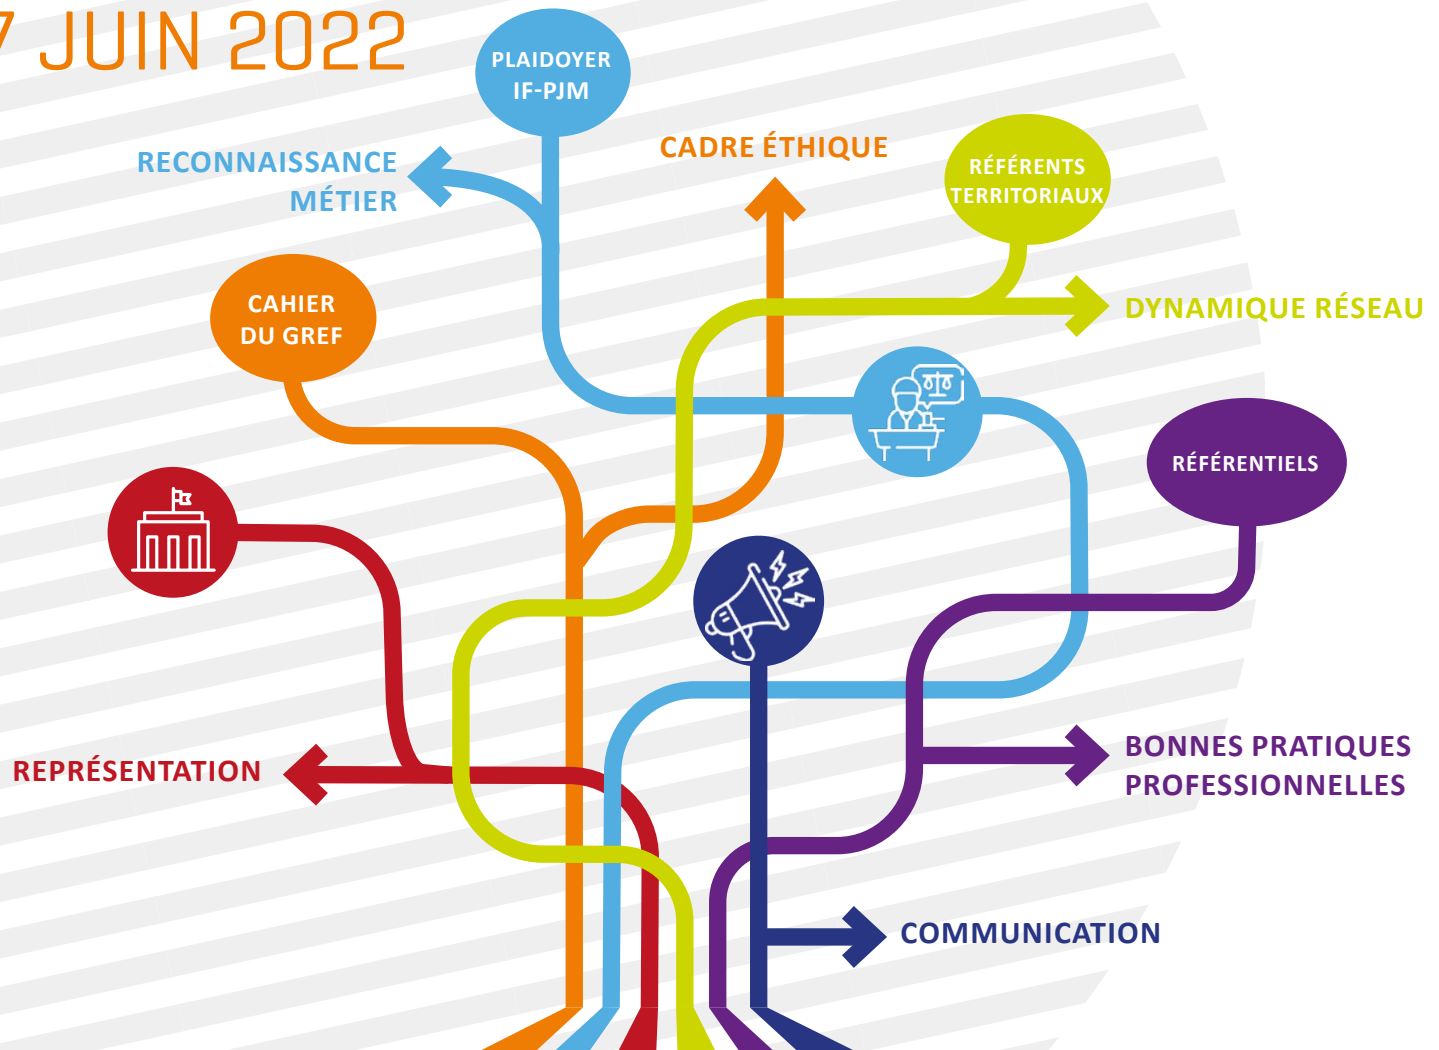 7 JUIN 2022
PLAIDOYER
IF-PJM
RECONNAISSANCE
MÉTIER
CADRE ÉTHIQUE
RÉFÉRENTS
TERRITORIAUX
CAHIER
DU GREF
DYNAMIQUE RÉSEAU
RÉFÉRENTIELS
REPRÉSENTATION
BONNES PRATIQUES
PROFESSIONNELLES
COMMUNICATION